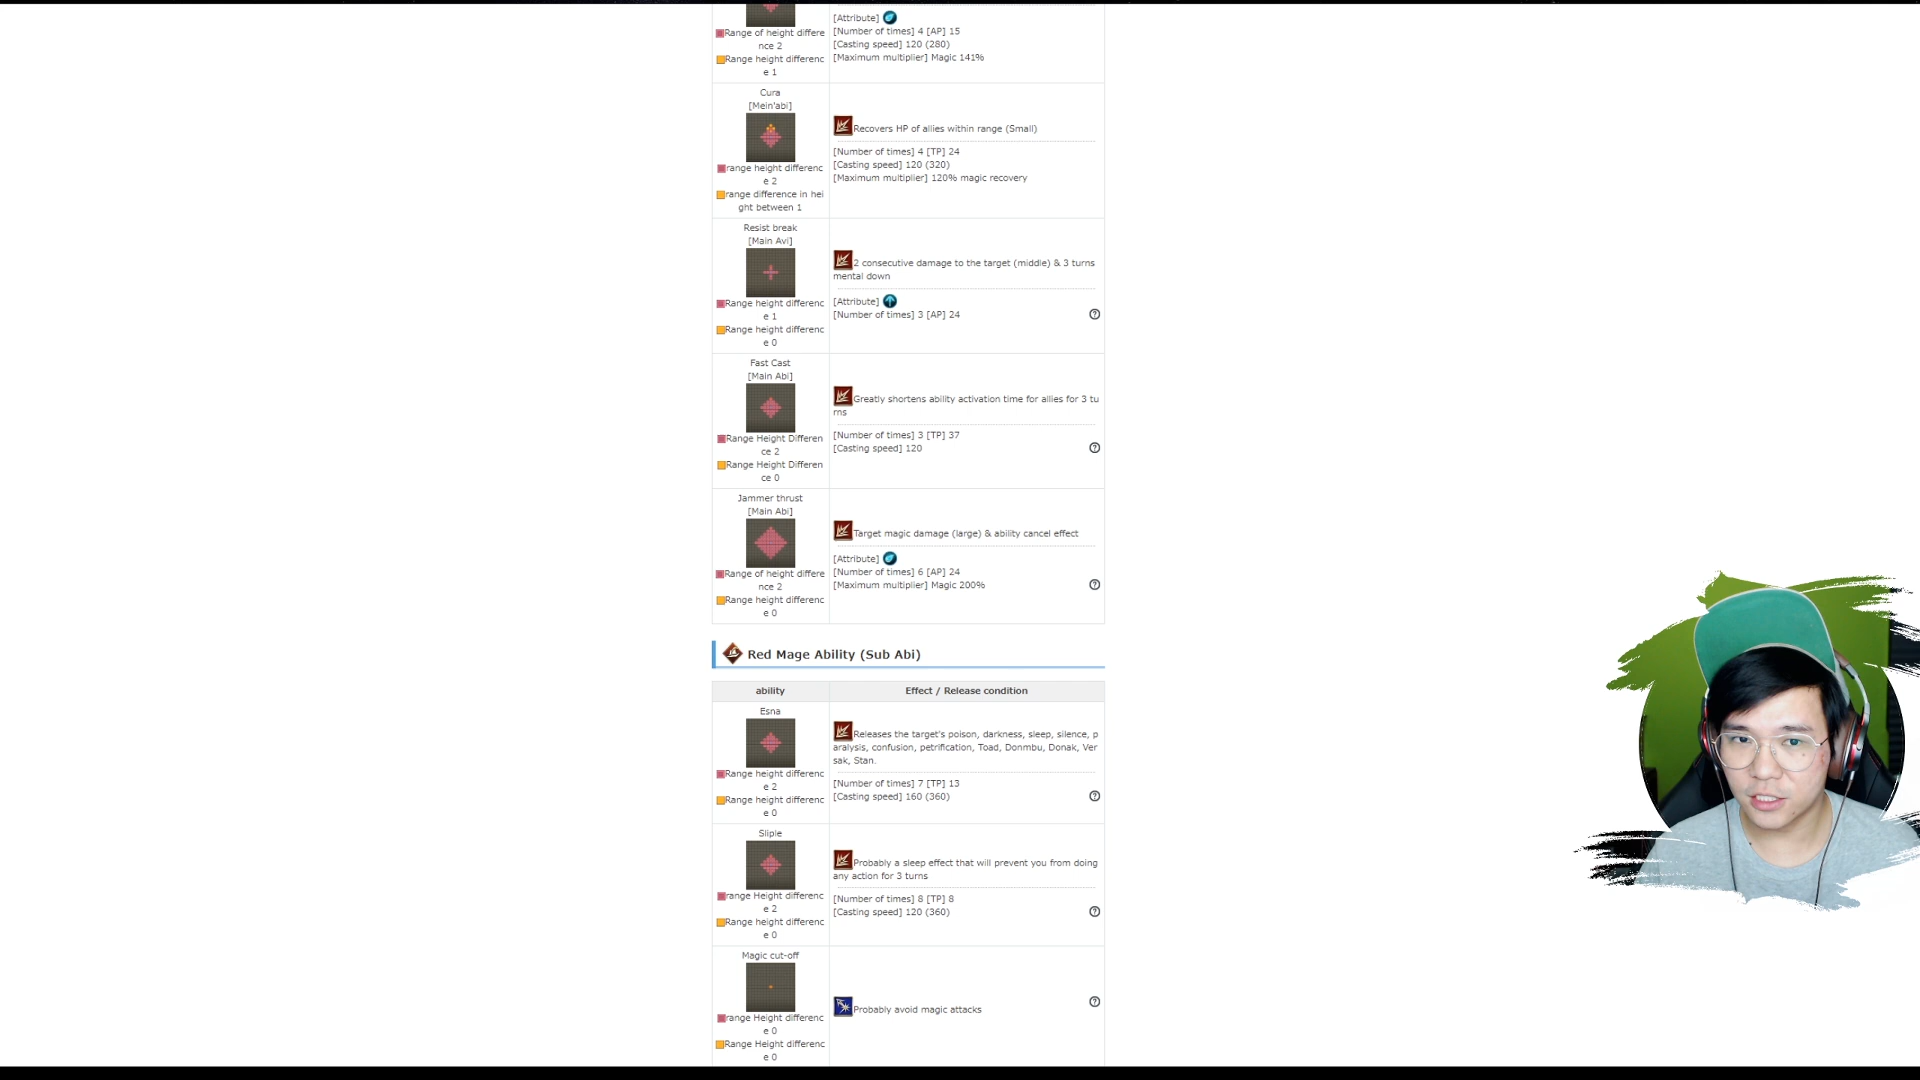 [Attribute]
Range of height differe
nce 2
Range height differenc
e 1
[Number of times] 4 [AP] 15
[Casting speed] 120 (280)
[Maximum multiplier] Magic 141%
Cura
[Mein'abi]
range height differenc
e 2
range difference in hei
ght between 1
Recovers HP of allies within range (Small)
[Number of times] 4 [TP] 24
[Casting speed] 120 (320)
[Maximum multiplier] 120% magic recovery
Resist break
[Main Avi]
Range height differenc
e 1
Range height differenc
e 0
2 consecutive damage to the target (middle) & 3 turns
mental down
[Attribute]
[Number of times] 3 [AP] 24
Fast Cast
[Main Abi]
Range Height Differen
ce 2
Range Height Differen
ce 0
Greatly shortens ability activation time for allies for 3 tu
rns
[Number of times] 3 [TP] 37
[Casting speed] 120
Jammer thrust
[Main Abi]
Range of height differe
nce 2
Range height differenc
e 0
Target magic damage (large) & ability cancel effect
[Attribute]
[Number of times] 6 [AP] 24
[Maximum multiplier] Magic 200%
Red Mage Ability (Sub Abi)
ability
Effect / Release condition
Esna
Range height differenc
e 2
Range height differenc
e 0
Releases the target's poison, darkness, sleep, silence, p
aralysis, confusion, petrification, Toad, Donmbu, Donak, Ver
sak, Stan.
[Number of times] 7 [TP] 13
[Casting speed] 160 (360)
Sliple
range Height differenc
e 2
Range height differenc
e 0
Probably a sleep effect that will prevent you from doing
any action for 3 turns
[Number of times] 8 [TP] 8
[Casting speed] 120 (360)
Magic cut-off
range Height differenc
e 0
Range Height differenc
e 0
Probably avoid magic attacks